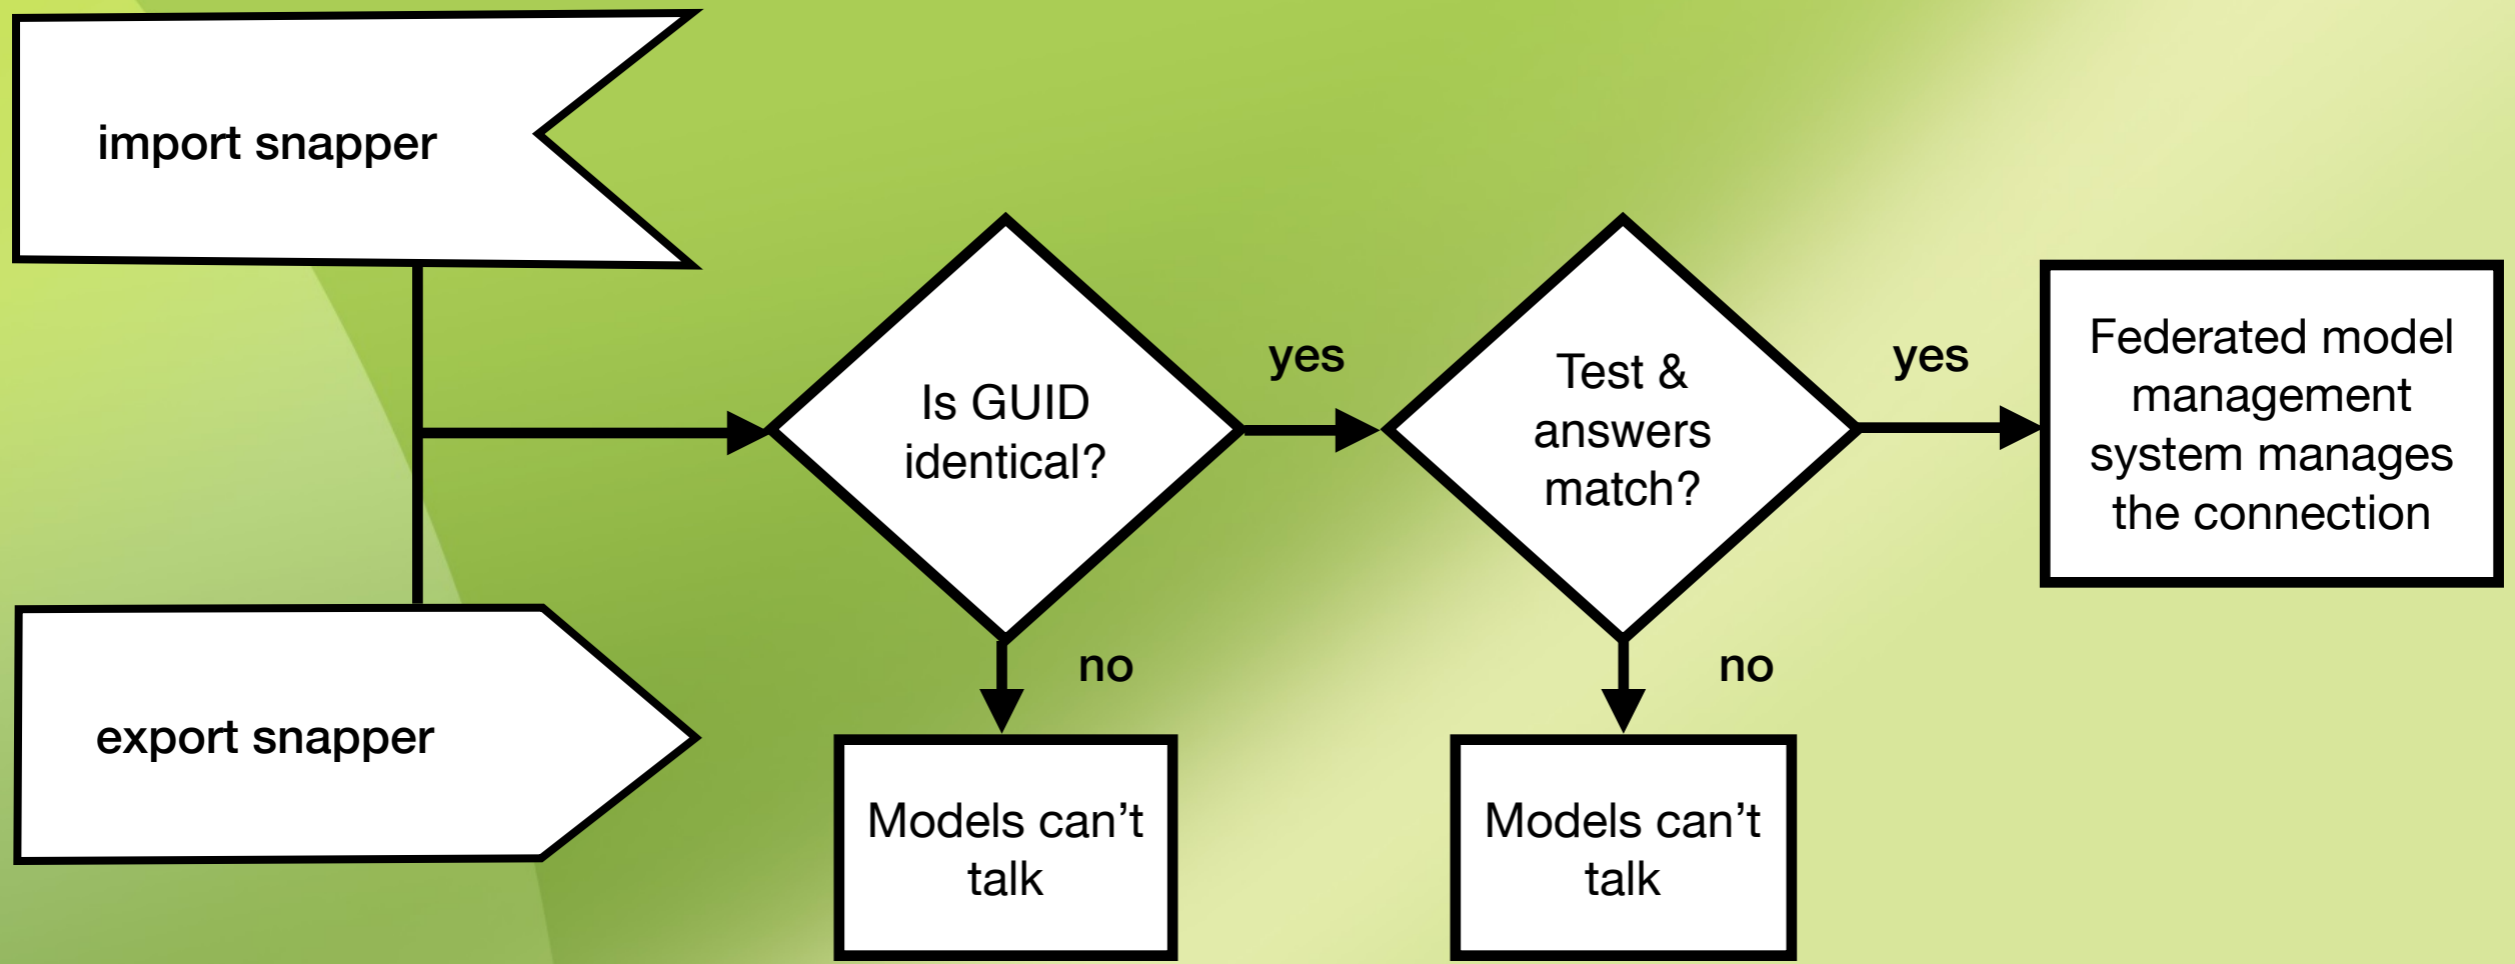 import snapper
export snapper
Is GUID
identical?
yes
no
Models can’t
talk
Test &
answers
match?
yes
no
Models can’t
talk
Federated model
management
system manages
the connection